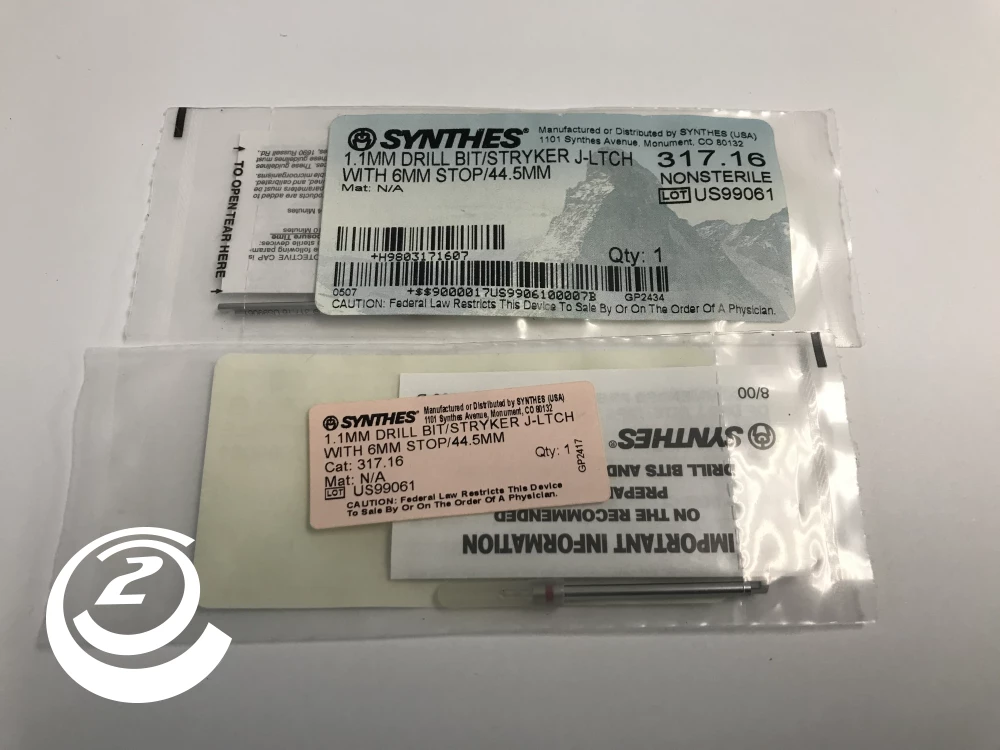 SYNTHES®
Manufactured or Distributed by SYNTHES (USA)
1101 Synthes Avenue, Monument, CO 80132
1.1MM DRILL BIT/STRYKER J-LTCH
WITH 6MM STOP/44.5MM
Mat: N/A
317.16
NONSTERILE
LOT US99061
+H9803171607
Qty: 1
0507
+$$9000017US9906100007B
GP2434
CAUTION: Federal Law Restricts This Device To Sale By Or On The Order Of A Physician.
TO OPEN TEAR HERE
SYNTHES®
Manufactured or Distributed by SYNTHES (USA)
1101 Synthes Avenue, Monument, CO 80132
1.1MM DRILL BIT/STRYKER J-LTCH
WITH 6MM STOP/44.5MM
Cat: 317.16
Qty: 1
Mat: N/A
LOT US99061
GP2417
CAUTION: Federal Law Restricts This Device
To Sale By Or On The Order Of A Physician.
8/00
SYNTHES®
DRILL BITS AND
ON THE RECOMMENDED
IMPORTANT INFORMATION
2